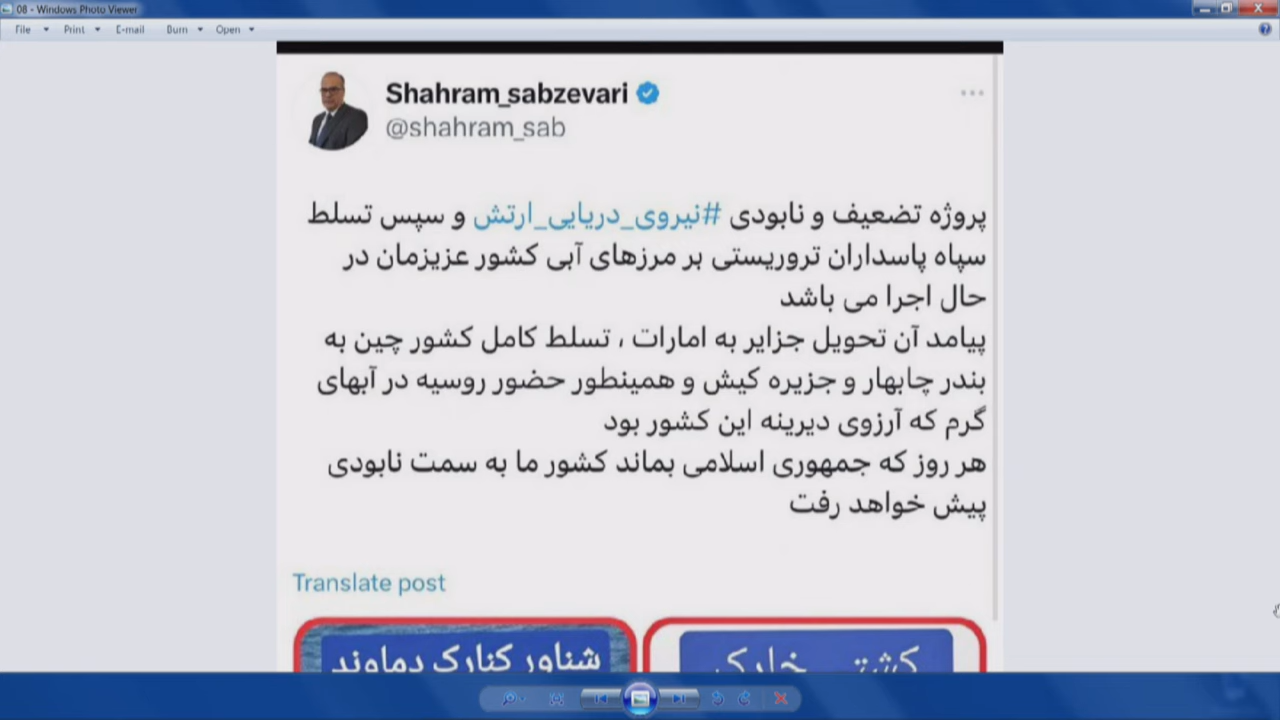 08 - Windows Photo Viewer
File Print E-mail Burn Open
Shahram_sabzevari
@shahram_sab
پروژه تضعیف و نابودی #نیروی_دریایی_ارتش و سپس تسلط
سپاه پاسداران تروریستی بر مرزهای آبی کشور عزیزمان در
حال اجرا می باشد
پیامد آن تحویل جزایر به امارات ، تسلط کامل کشور چین به
بندر چابهار و جزیره کیش و همینطور حضور روسیه در آبهای
گرم که آرزوی دیرینه این کشور بود
هر روز که جمهوری اسلامی بماند کشور ما به سمت نابودی
پیش خواهد رفت
Translate post
شناور کنارک دماوند
کشتی خارک